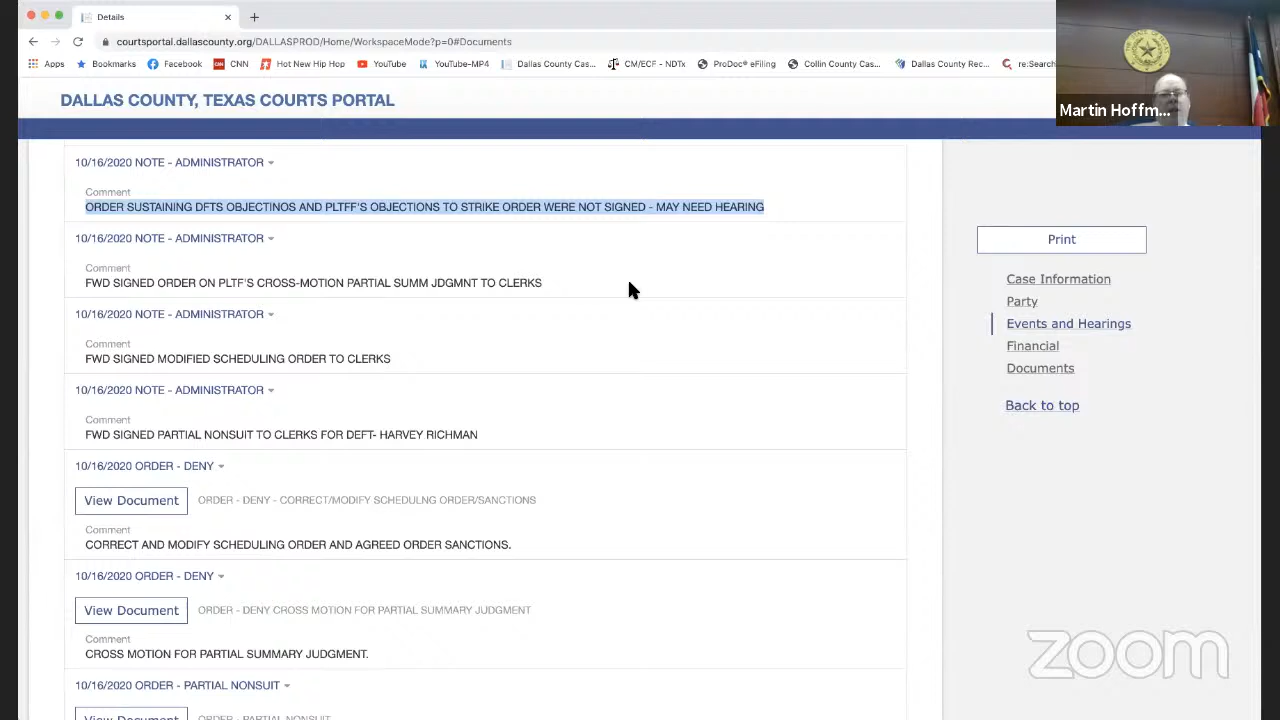 Details
courtsportal.dallascounty.org/DALLASPROD/Home/WorkspaceMode?p=0#Documents
Apps Bookmarks Facebook CNN Hot New Hip Hop YouTube YouTube-MP4 Dallas County Cas... CM/ECF - NDTx ProDoc® eFiling Collin County Cas... Dallas County Rec... re:Search
Martin Hoffm...
DALLAS COUNTY, TEXAS COURTS PORTAL
10/16/2020 NOTE - ADMINISTRATOR
Comment
ORDER SUSTAINING DFTS OBJECTINOS AND PLTFF'S OBJECTIONS TO STRIKE ORDER WERE NOT SIGNED - MAY NEED HEARING
10/16/2020 NOTE - ADMINISTRATOR
Comment
FWD SIGNED ORDER ON PLTF'S CROSS-MOTION PARTIAL SUMM JDGMNT TO CLERKS
10/16/2020 NOTE - ADMINISTRATOR
Comment
FWD SIGNED MODIFIED SCHEDULING ORDER TO CLERKS
10/16/2020 NOTE - ADMINISTRATOR
Comment
FWD SIGNED PARTIAL NONSUIT TO CLERKS FOR DEFT- HARVEY RICHMAN
10/16/2020 ORDER - DENY
View Document ORDER - DENY - CORRECT/MODIFY SCHEDULNG ORDER/SANCTIONS
Comment
CORRECT AND MODIFY SCHEDULING ORDER AND AGREED ORDER SANCTIONS.
10/16/2020 ORDER - DENY
View Document ORDER - DENY CROSS MOTION FOR PARTIAL SUMMARY JUDGMENT
Comment
CROSS MOTION FOR PARTIAL SUMMARY JUDGMENT.
10/16/2020 ORDER - PARTIAL NONSUIT
View Document ORDER - PARTIAL NONSUIT
Print
Case Information
Party
Events and Hearings
Financial
Documents
Back to top
zoom